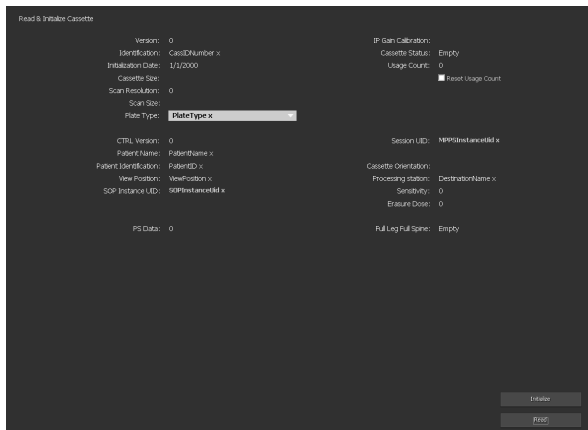 Read & Initialize Cassette
Version: 0 IP Gain Calibration:
Identification: CassIDNumber x Cassette Status: Empty
Initialization Date: 1/1/2000 Usage Count: 0
Cassette Size: Reset Usage Count
Scan Resolution: 0
Scan Size:
Plate Type: PlateType x
CTRL Version: 0 Session UID: MPPSInstanceUid x
Patient Name: PatientName x
Patient Identification: PatientID x Cassette Orientation:
View Position: ViewPosition x Processing station: DestinationName x
SOP Instance UID: SOPInstanceUid x Sensitivity: 0
Erasure Dose: 0
PS Data: 0 Full Leg Full Spine: Empty
Initialize
Read